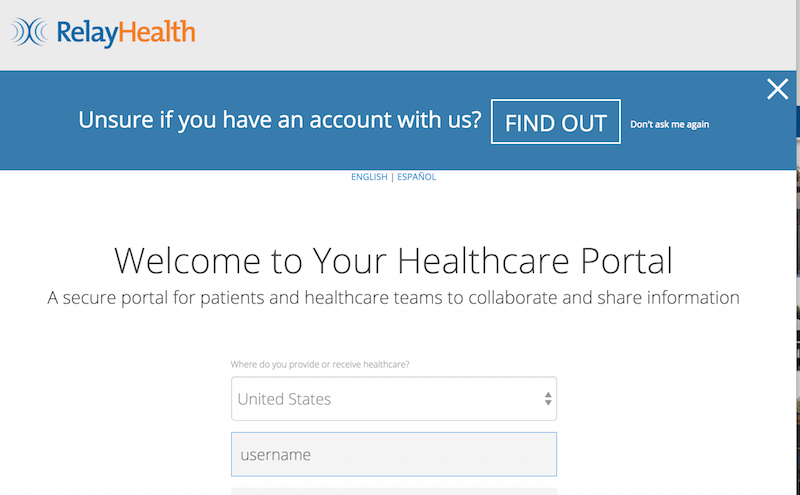 RelayHealth
Unsure if you have an account with us? FIND OUT Don't ask me again
ENGLISH | ESPAÑOL
Welcome to Your Healthcare Portal
A secure portal for patients and healthcare teams to collaborate and share information
Where do you provide or receive healthcare?
United States
username